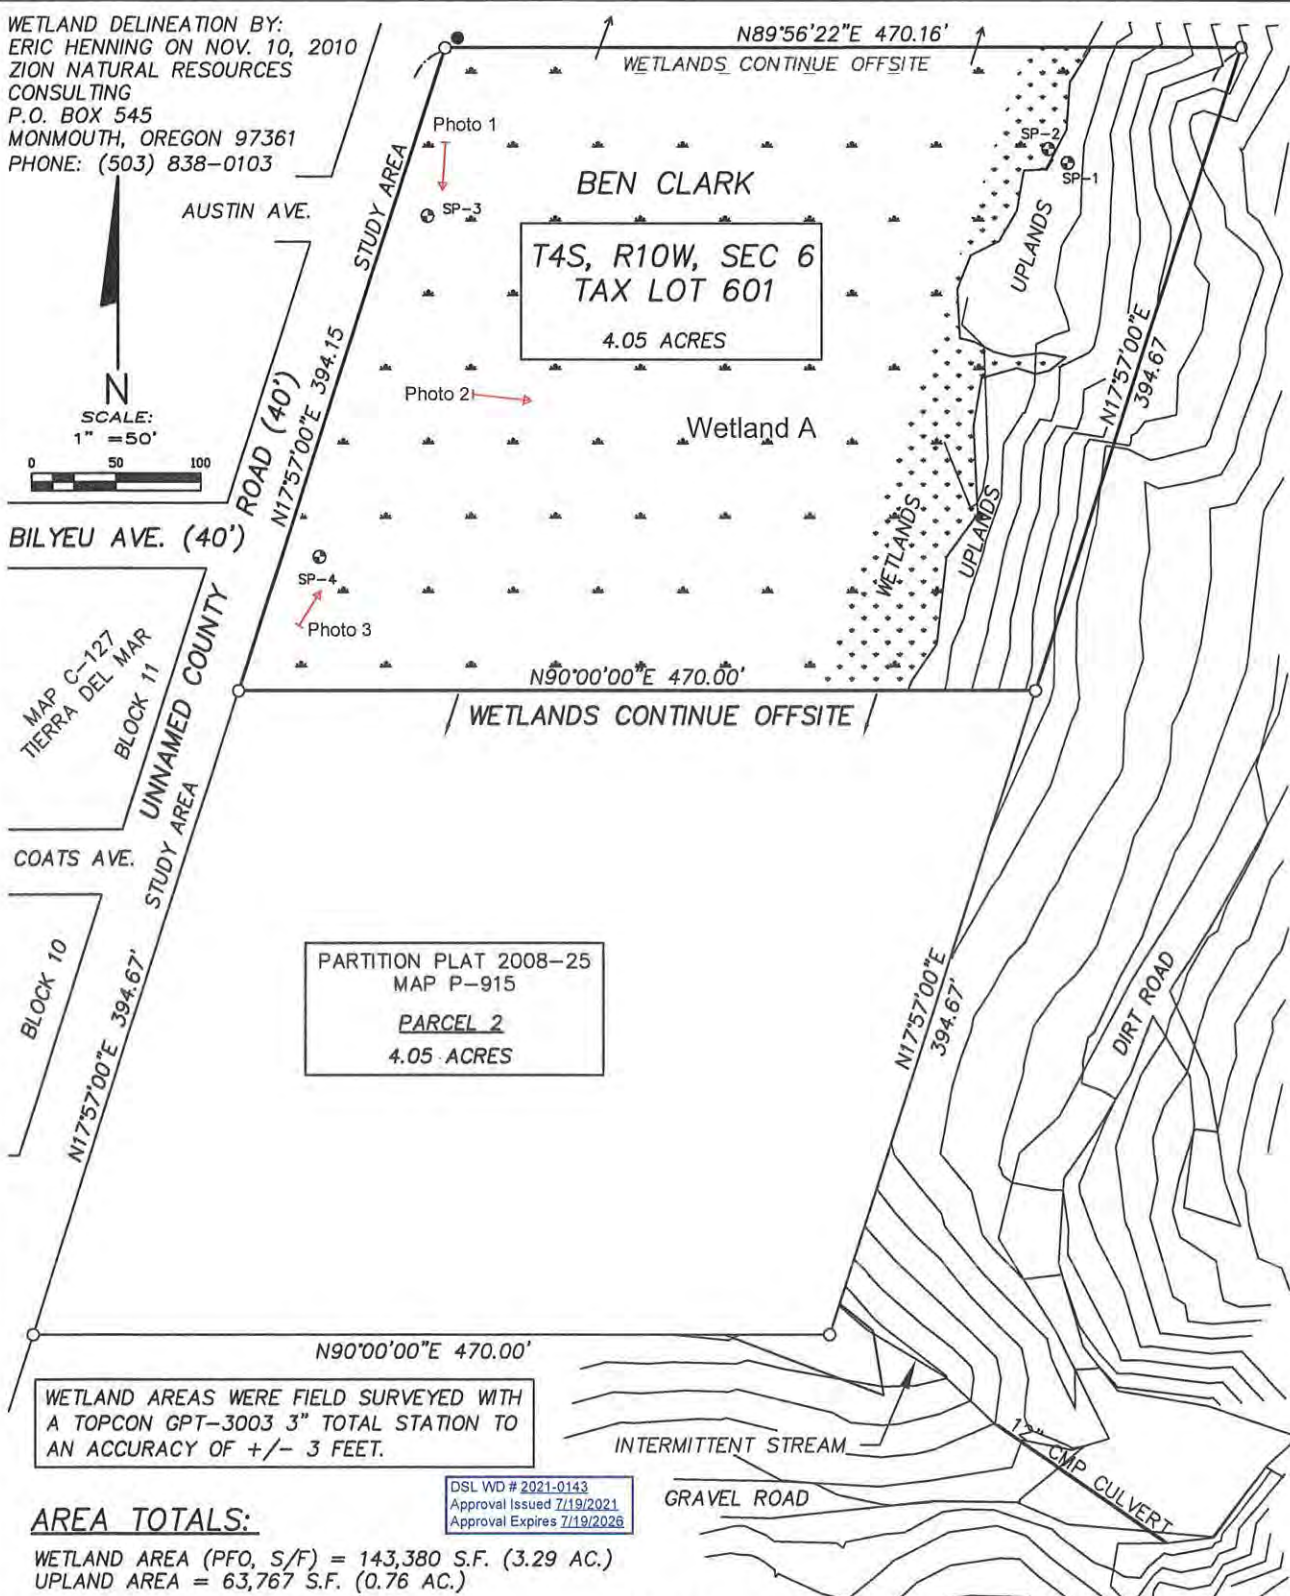 WETLAND DELINEATION BY:
ERIC HENNING ON NOV. 10, 2010
ZION NATURAL RESOURCES
CONSULTING
P.O. BOX 545
MONMOUTH, OREGON 97361
PHONE: (503) 838-0103
N89°56'22"E 470.16'
WETLANDS CONTINUE OFFSITE
STUDY AREA
Photo 1
SP-3
AUSTIN AVE.
BEN CLARK
T4S, R10W, SEC 6
TAX LOT 601
4.05 ACRES
SP-2
SP-1
UPLANDS
N
SCALE:
1" =50'
0 50 100
N17°57'00"E 394.15
ROAD (40')
Photo 2
Wetland A
N17°57'00"E
394.67
BILYEU AVE. (40')
SP-4
Photo 3
WETLANDS
UPLANDS
N90°00'00"E 470.00'
WETLANDS CONTINUE OFFSITE
MAP C-127
TIERRA DEL MAR
BLOCK 11
UNNAMED COUNTY
STUDY AREA
COATS AVE.
BLOCK 10
N17°57'00"E 394.67'
PARTITION PLAT 2008-25
MAP P-915
PARCEL 2
4.05 ACRES
N17°57'00"E
394.67'
DIRT ROAD
N90°00'00"E 470.00'
WETLAND AREAS WERE FIELD SURVEYED WITH
A TOPCON GPT-3003 3" TOTAL STATION TO
AN ACCURACY OF +/- 3 FEET.
INTERMITTENT STREAM
12" CMP CULVERT
GRAVEL ROAD
DSL WD # 2021-0143
Approval Issued 7/19/2021
Approval Expires 7/19/2026
AREA TOTALS:
WETLAND AREA (PFO, S/F) = 143,380 S.F. (3.29 AC.)
UPLAND AREA = 63,767 S.F. (0.76 AC.)